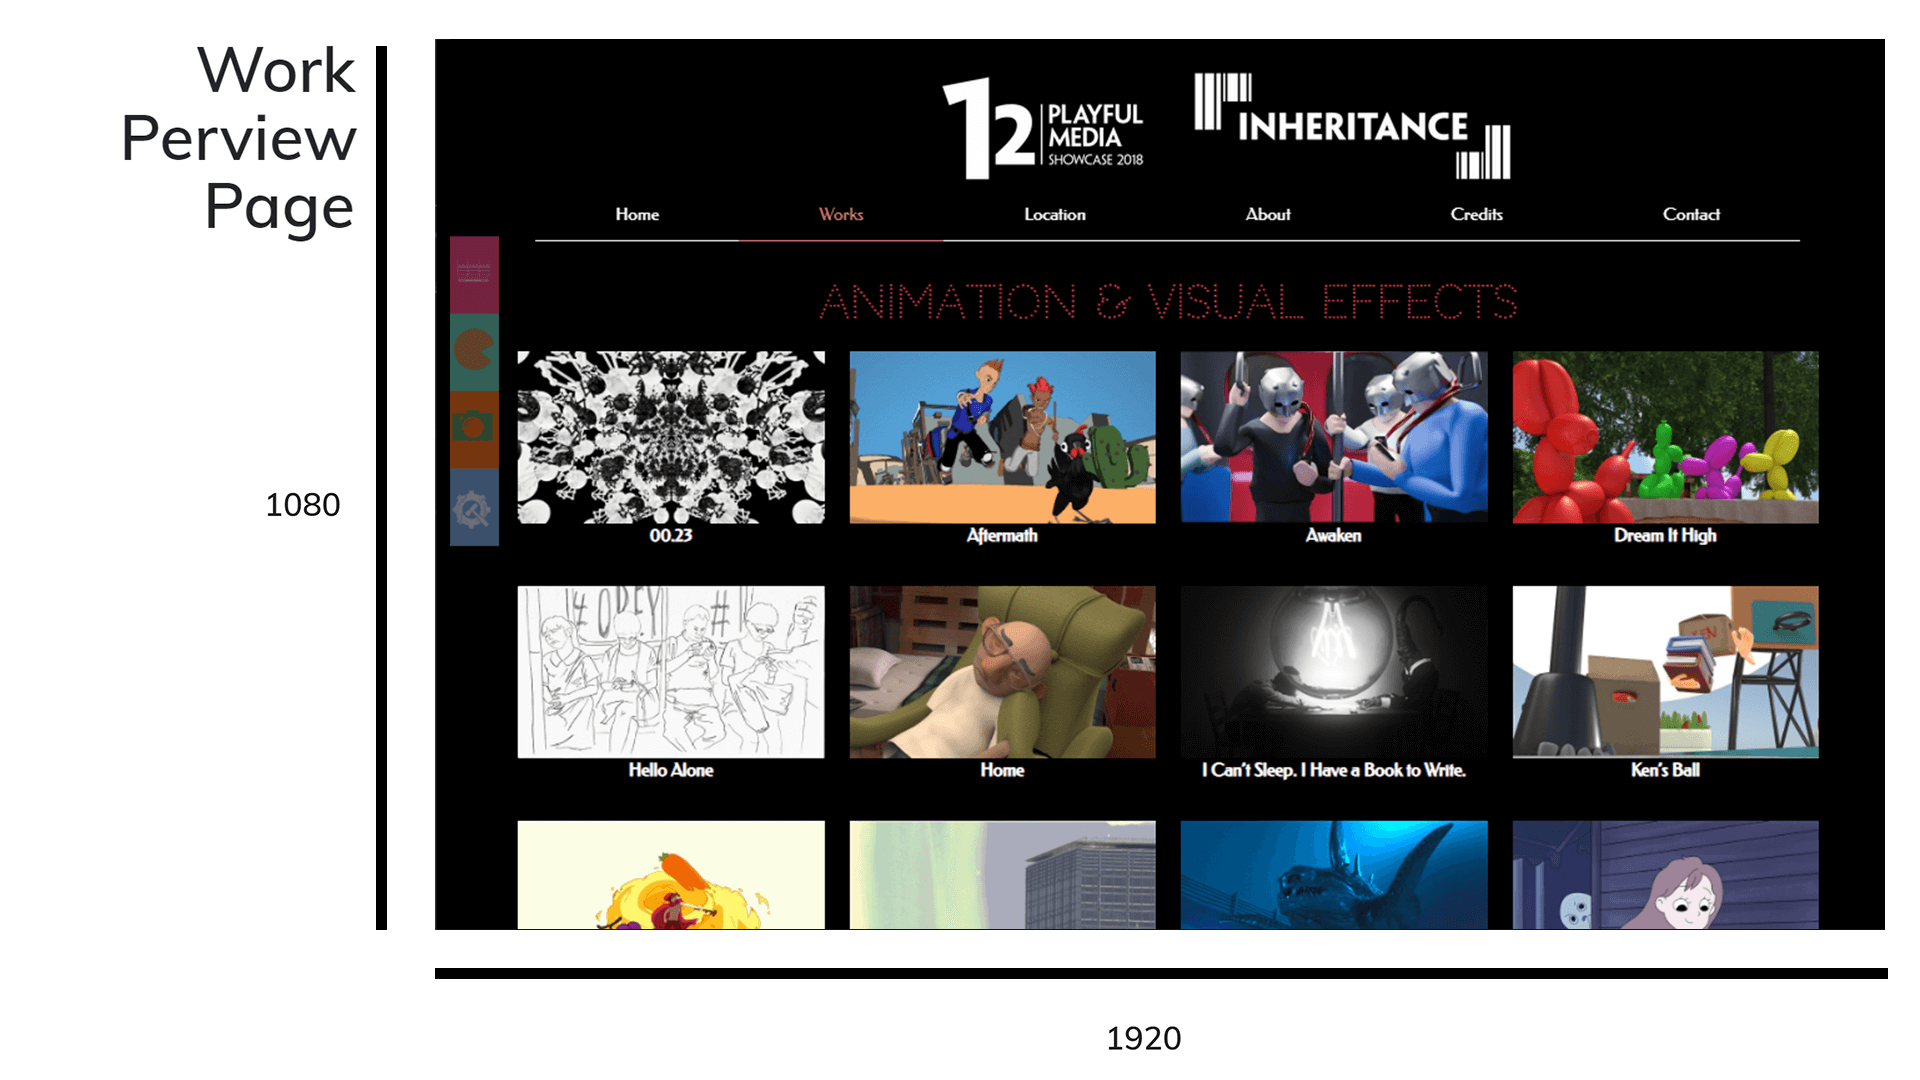 Work
Perview
Page
1080
12 PLAYFUL
MEDIA
SHOWCASE 2018
INHERITANCE
Home Works Location About Credits Contact
ANIMATION & VISUAL EFFECTS
00.23 Aftermath Awaken Dream It High
#OBEY #
KEN
Hello Alone Home I Can't Sleep. I Have a Book to Write. Ken's Ball
1920